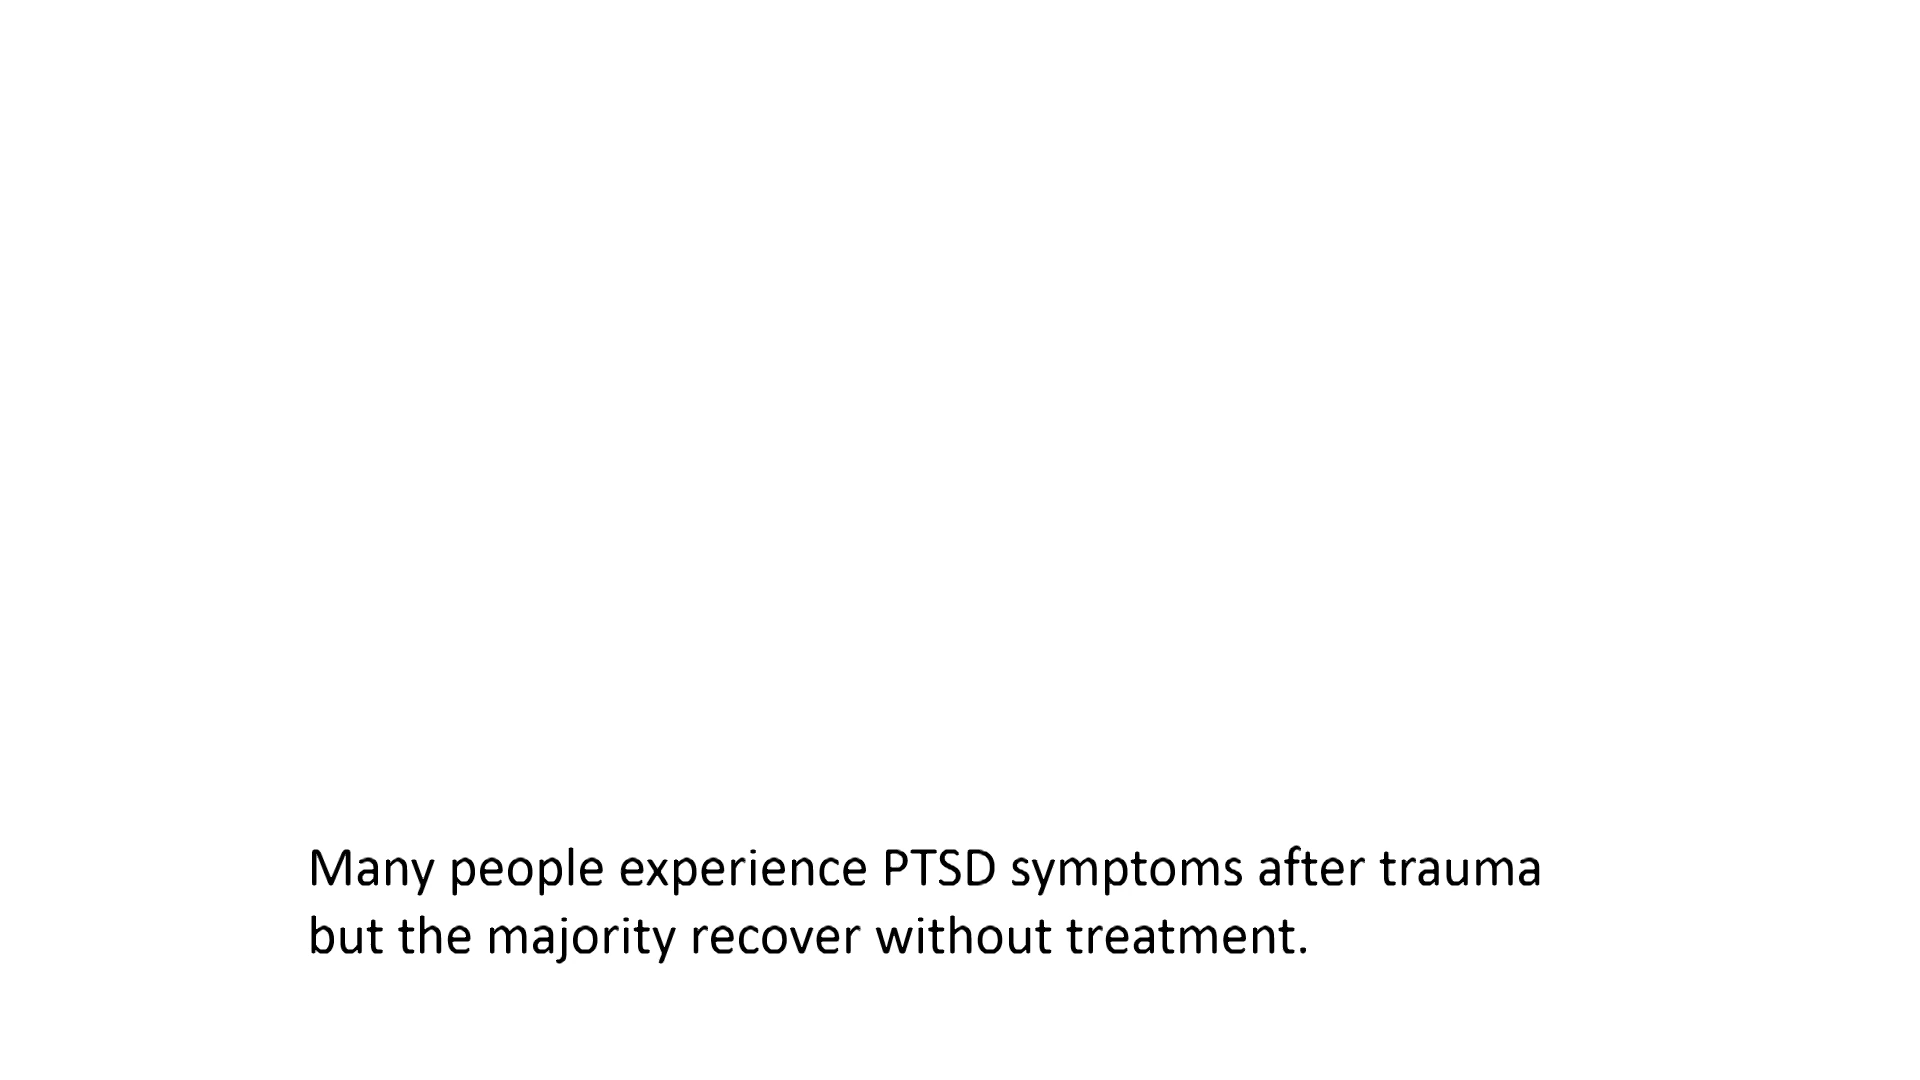 Many people experience PTSD symptoms after trauma
but the majority recover without treatment.